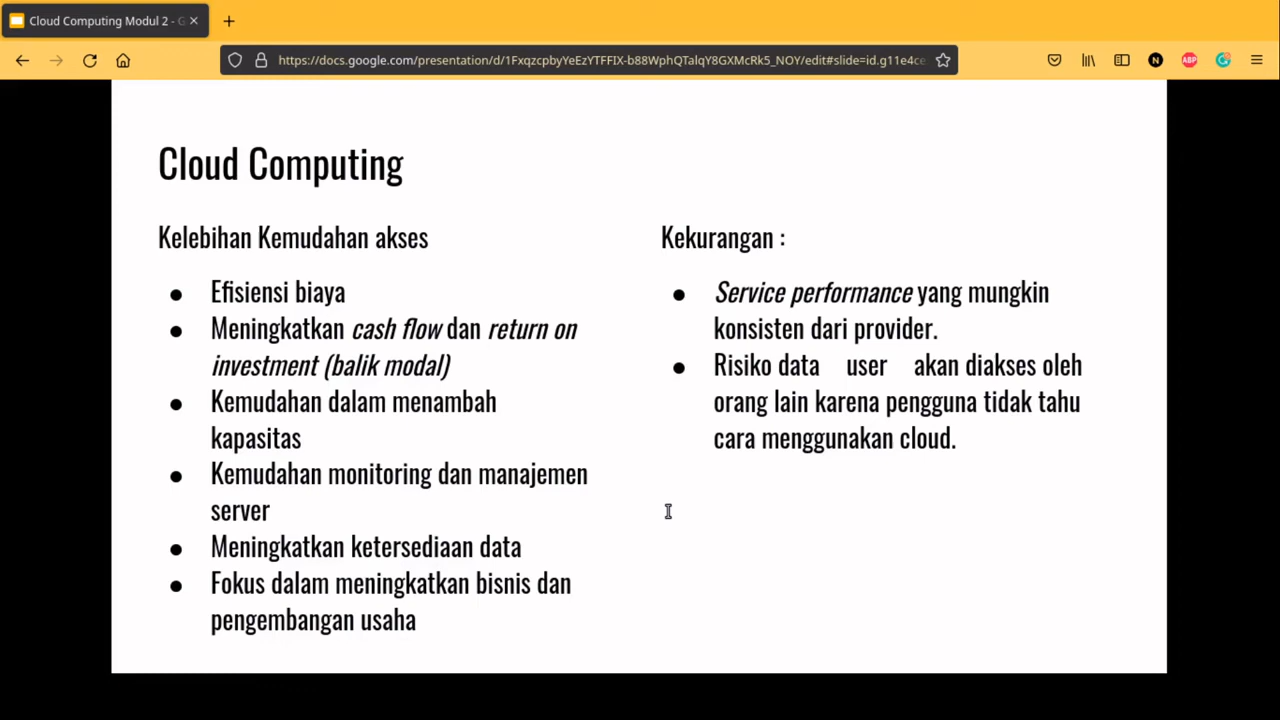 Cloud Computing Modul 2 - G
https://docs.google.com/presentation/d/1FxqzcpbyYeEzYTFFIX-b88WphQTalqY8GXMcRk5_NOY/edit#slide=id.g11e4ce
N
ABP
Cloud Computing
Kelebihan Kemudahan akses
● Efisiensi biaya
● Meningkatkan cash flow dan return on
investment (balik modal)
● Kemudahan dalam menambah
kapasitas
● Kemudahan monitoring dan manajemen
server
● Meningkatkan ketersediaan data
● Fokus dalam meningkatkan bisnis dan
pengembangan usaha
Kekurangan :
● Service performance yang mungkin
konsisten dari provider.
● Risiko data user akan diakses oleh
orang lain karena pengguna tidak tahu
cara menggunakan cloud.